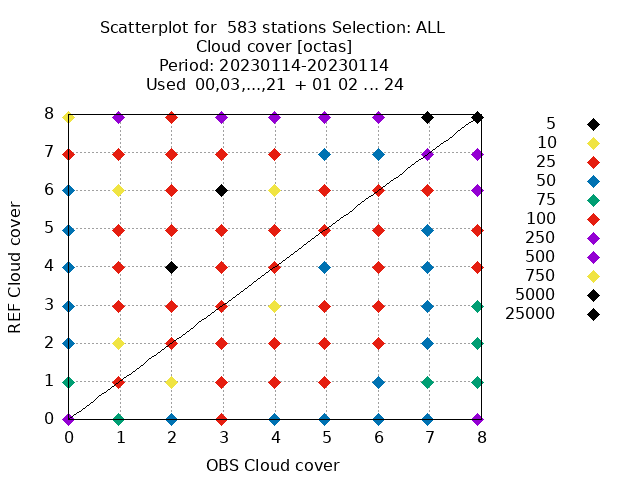 Scatterplot for  583 stations Selection: ALL
Cloud cover [octas]
Period: 20230114-20230114
Used  00,03,...,21  + 01 02 ... 24
8
7
6
5
4
3
2
1
0
REF Cloud cover
0 1 2 3 4 5 6 7 8
OBS Cloud cover
5
10
25
50
75
100
250
500
750
5000
25000